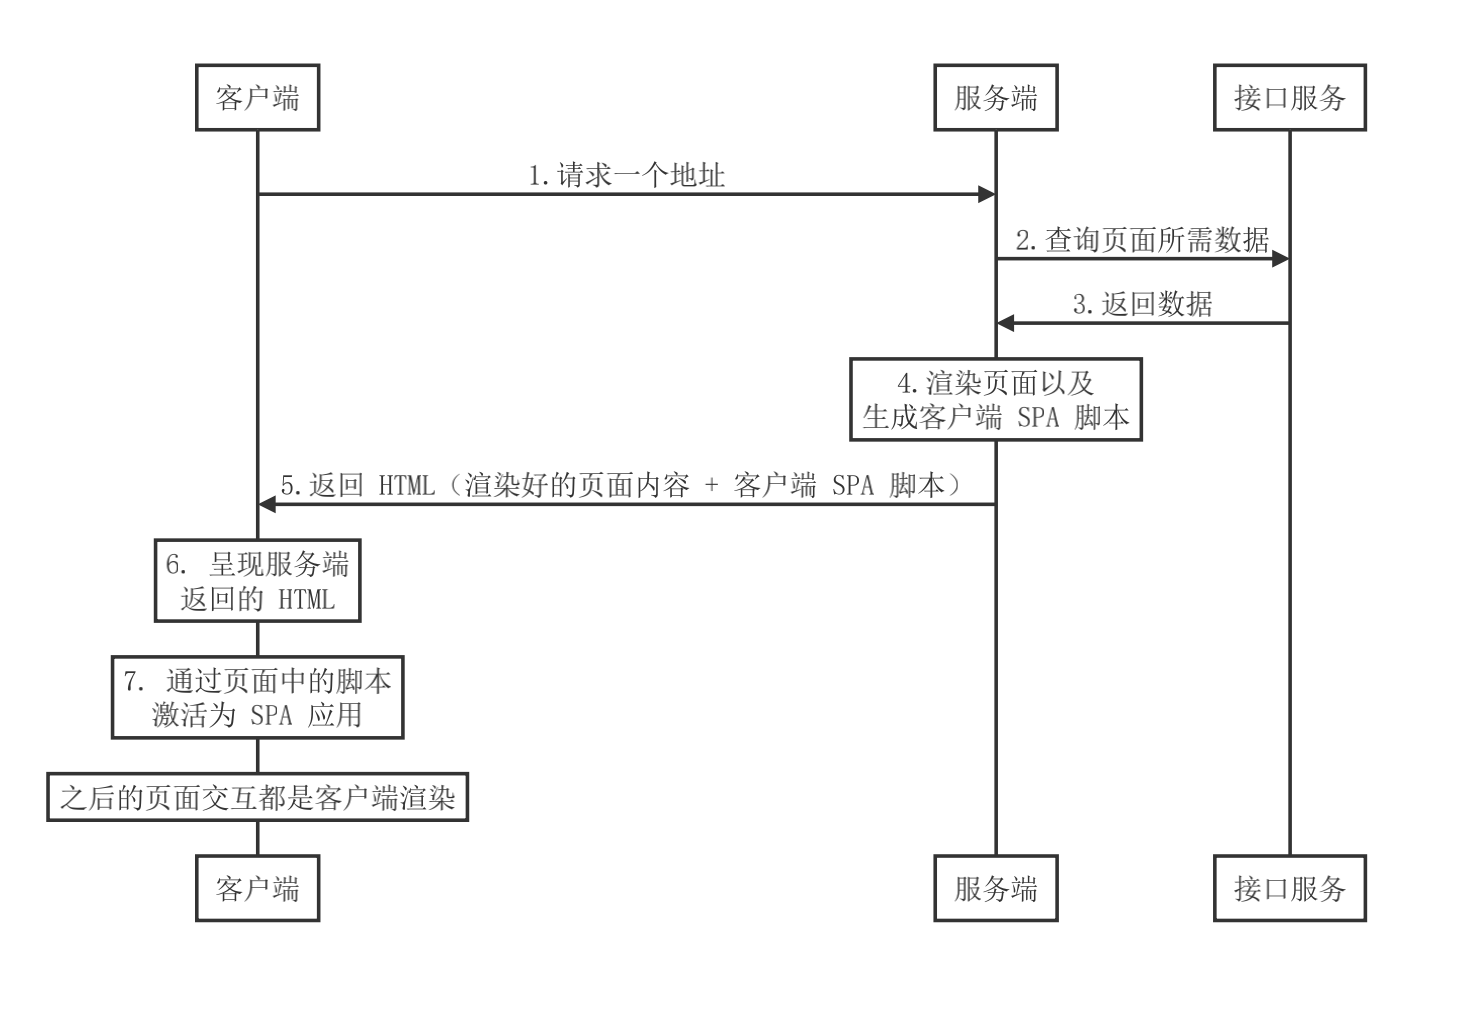 客户端
服务端
接口服务
1.请求一个地址
2.查询页面所需数据
3.返回数据
4.渲染页面以及
生成客户端 SPA 脚本
5.返回 HTML（渲染好的页面内容 + 客户端 SPA 脚本）
6. 呈现服务端
返回的 HTML
7. 通过页面中的脚本
激活为 SPA 应用
之后的页面交互都是客户端渲染
客户端
服务端
接口服务